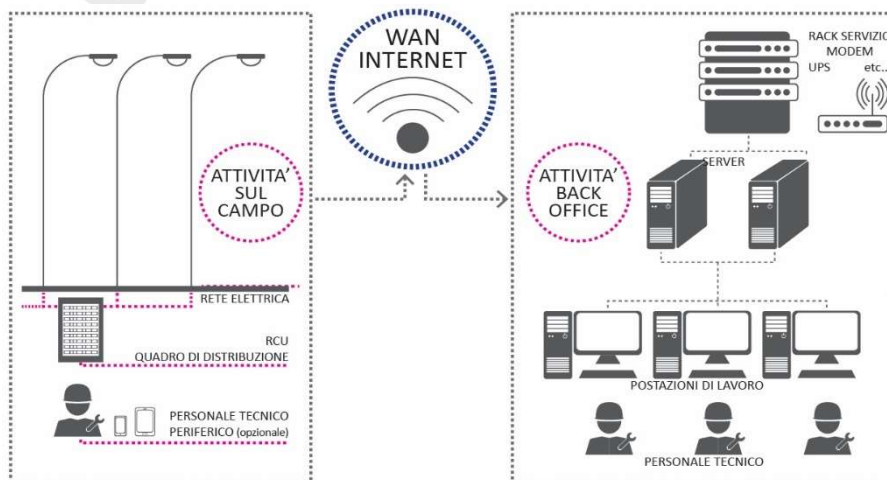 WAN
INTERNET
ATTIVITA’
SUL
CAMPO
RETE ELETTRICA
RCU
QUADRO DI DISTRIBUZIONE
PERSONALE TECNICO
PERIFERICO (opzionale)
RACK SERVIZIO
MODEM
UPS etc..
SERVER
ATTIVITA’
BACK
OFFICE
POSTAZIONI DI LAVORO
PERSONALE TECNICO